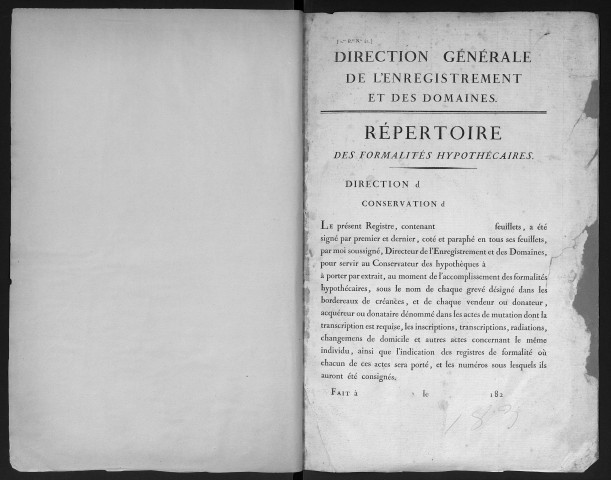 DIRECTION GÉNÉRALE
DE L'ENREGISTREMENT
ET DES DOMAINES.
RÉPERTOIRE
DES FORMALITÉS HYPOTHÉCAIRES.
DIRECTION d
CONSERVATION d
LE présent Registre, contenant feuillets, a été
signé par premier et dernier, coté et paraphé en tous ses feuillets,
par moi soussigné, Directeur de l'Enregistrement et des Domaines,
pour servir au Conservateur des hypothèques à
à porter par extrait, au moment de l'accomplissement des formalités
hypothécaires, sous le nom de chaque grevé désigné dans les
bordereaux de créances, et de chaque vendeur ou donateur,
acquéreur ou donataire dénommé dans les actes de mutation dont la
transcription est requise, les inscriptions, transcriptions, radiations,
changemens de domicile et autres actes concernant le même
individu, ainsi que l'indication des registres de formalité où
chacun de ces actes sera porté, et les numéros sous lesquels ils
auront été consignés.
FAIT à , le 182